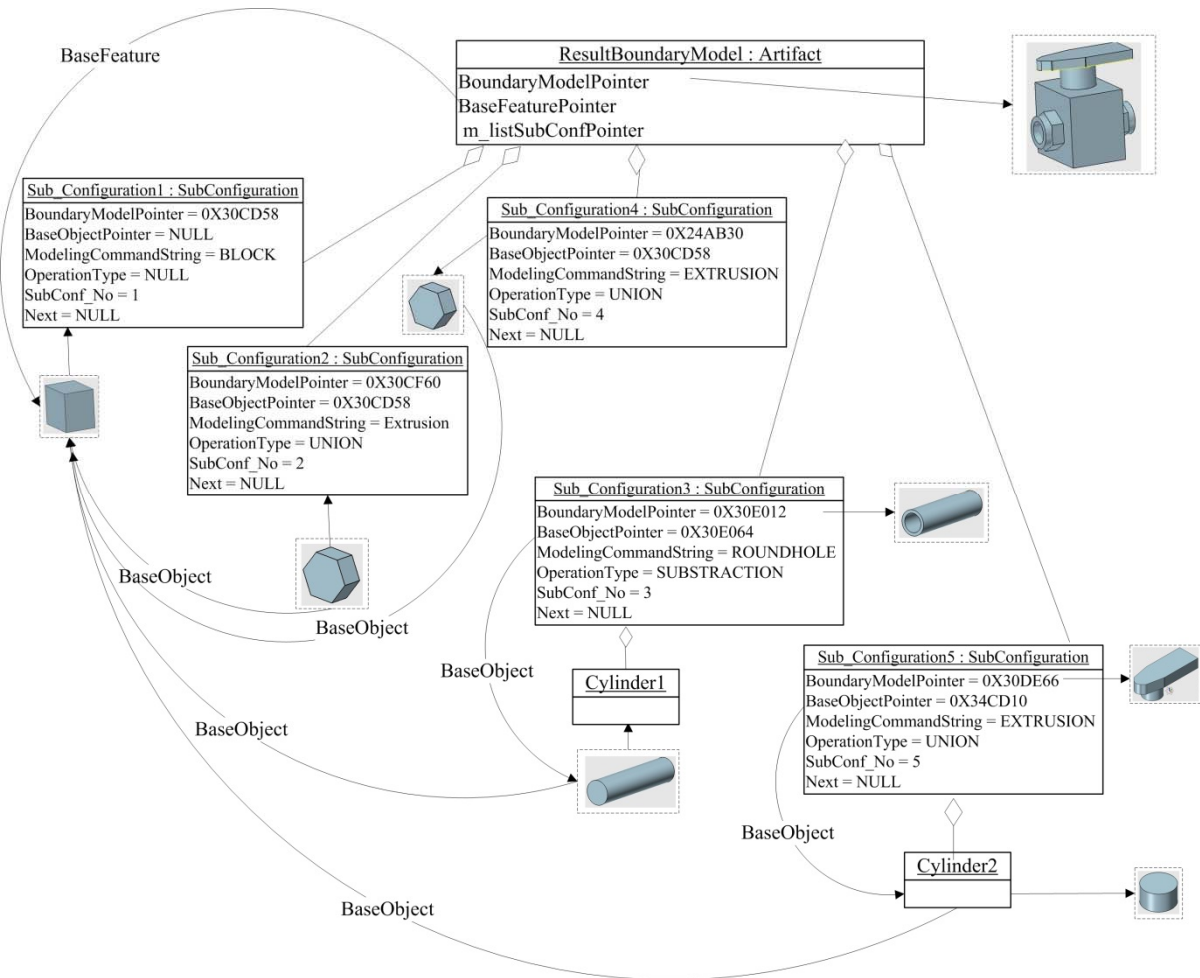 BaseFeature
ResultBoundaryModel : Artifact
BoundaryModelPointer
BaseFeaturePointer
m_listSubConfPointer
Sub_Configuration1 : SubConfiguration
BoundaryModelPointer = 0X30CD58
BaseObjectPointer = NULL
ModelingCommandString = BLOCK
OperationType = NULL
SubConf_No = 1
Next = NULL
Sub_Configuration4 : SubConfiguration
BoundaryModelPointer = 0X24AB30
BaseObjectPointer = 0X30CD58
ModelingCommandString = EXTRUSION
OperationType = UNION
SubConf_No = 4
Next = NULL
Sub_Configuration2 : SubConfiguration
BoundaryModelPointer = 0X30CF60
BaseObjectPointer = 0X30CD58
ModelingCommandString = Extrusion
OperationType = UNION
SubConf_No = 2
Next = NULL
Sub_Configuration3 : SubConfiguration
BoundaryModelPointer = 0X30E012
BaseObjectPointer = 0X30E064
ModelingCommandString = ROUNDHOLE
OperationType = SUBSTRACTION
SubConf_No = 3
Next = NULL
BaseObject
BaseObject
BaseObject
Cylinder1
Sub_Configuration5 : SubConfiguration
BoundaryModelPointer = 0X30DE66
BaseObjectPointer = 0X34CD10
ModelingCommandString = EXTRUSION
OperationType = UNION
SubConf_No = 5
Next = NULL
BaseObject
BaseObject
Cylinder2
BaseObject